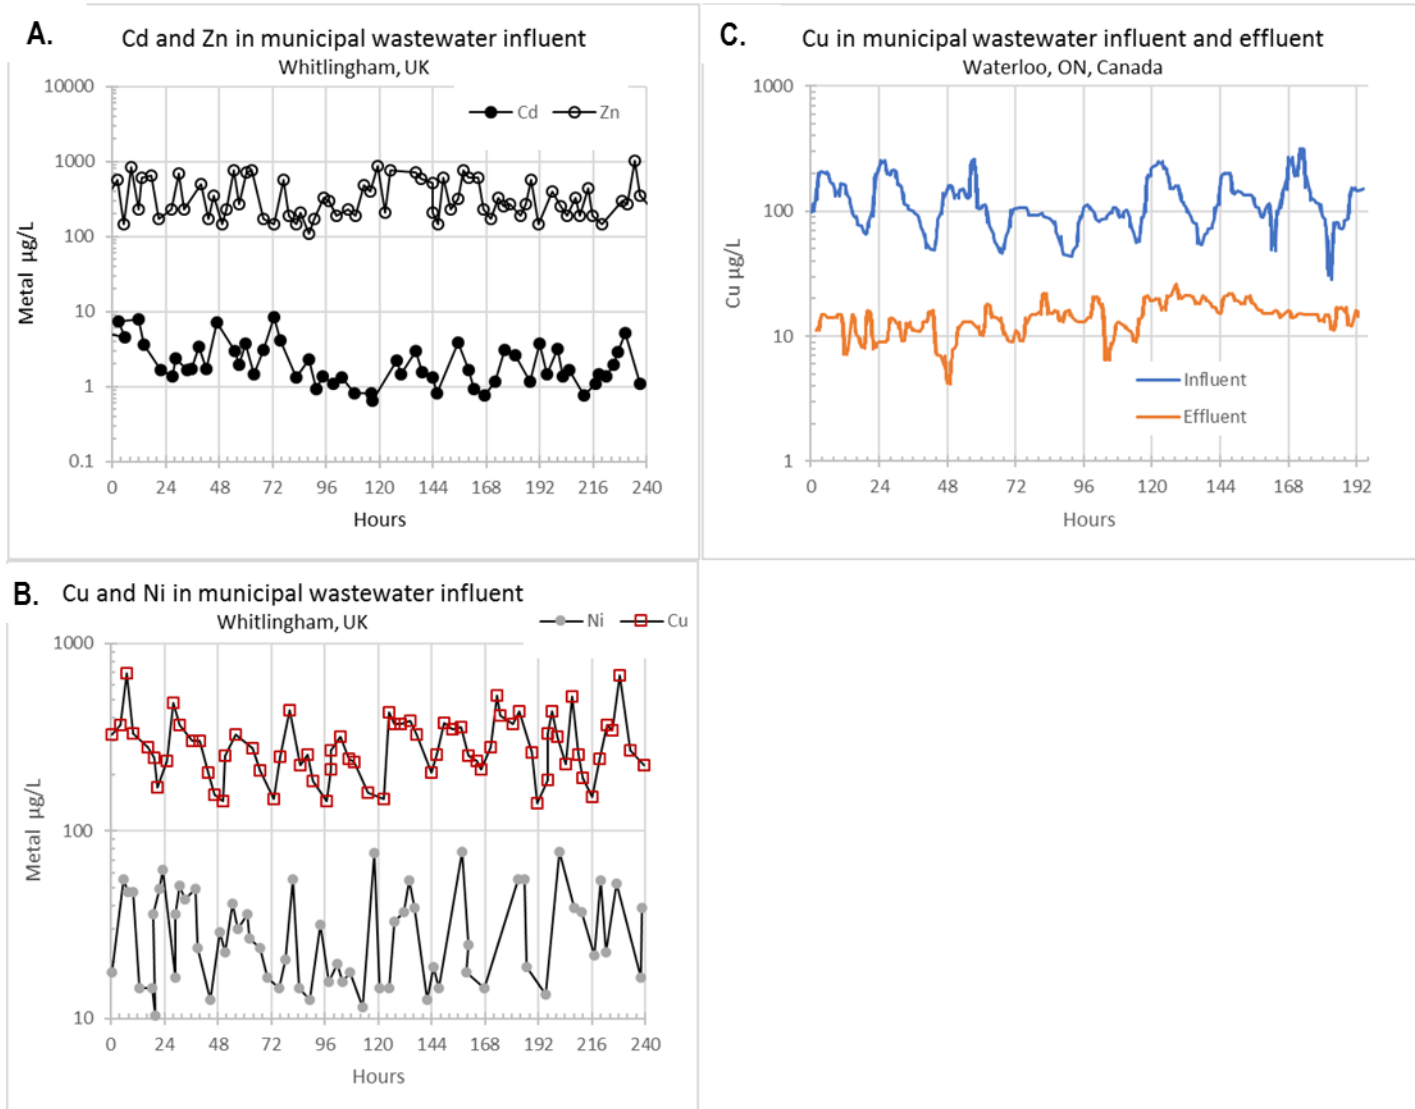 A.
Cd and Zn in municipal wastewater influent
Whitlingham, UK
10000
1000
100
10
1
0.1
Metal µg/L
Cd
Zn
0 24 48 72 96 120 144 168 192 216 240
Hours
C.
Cu in municipal wastewater influent and effluent
Waterloo, ON, Canada
1000
100
10
1
Cu µg/L
Influent
Effluent
0 24 48 72 96 120 144 168 192
Hours
B.
Cu and Ni in municipal wastewater influent
Whitlingham, UK
Ni
Cu
1000
100
10
Metal µg/L
0 24 48 72 96 120 144 168 192 216 240
Hours